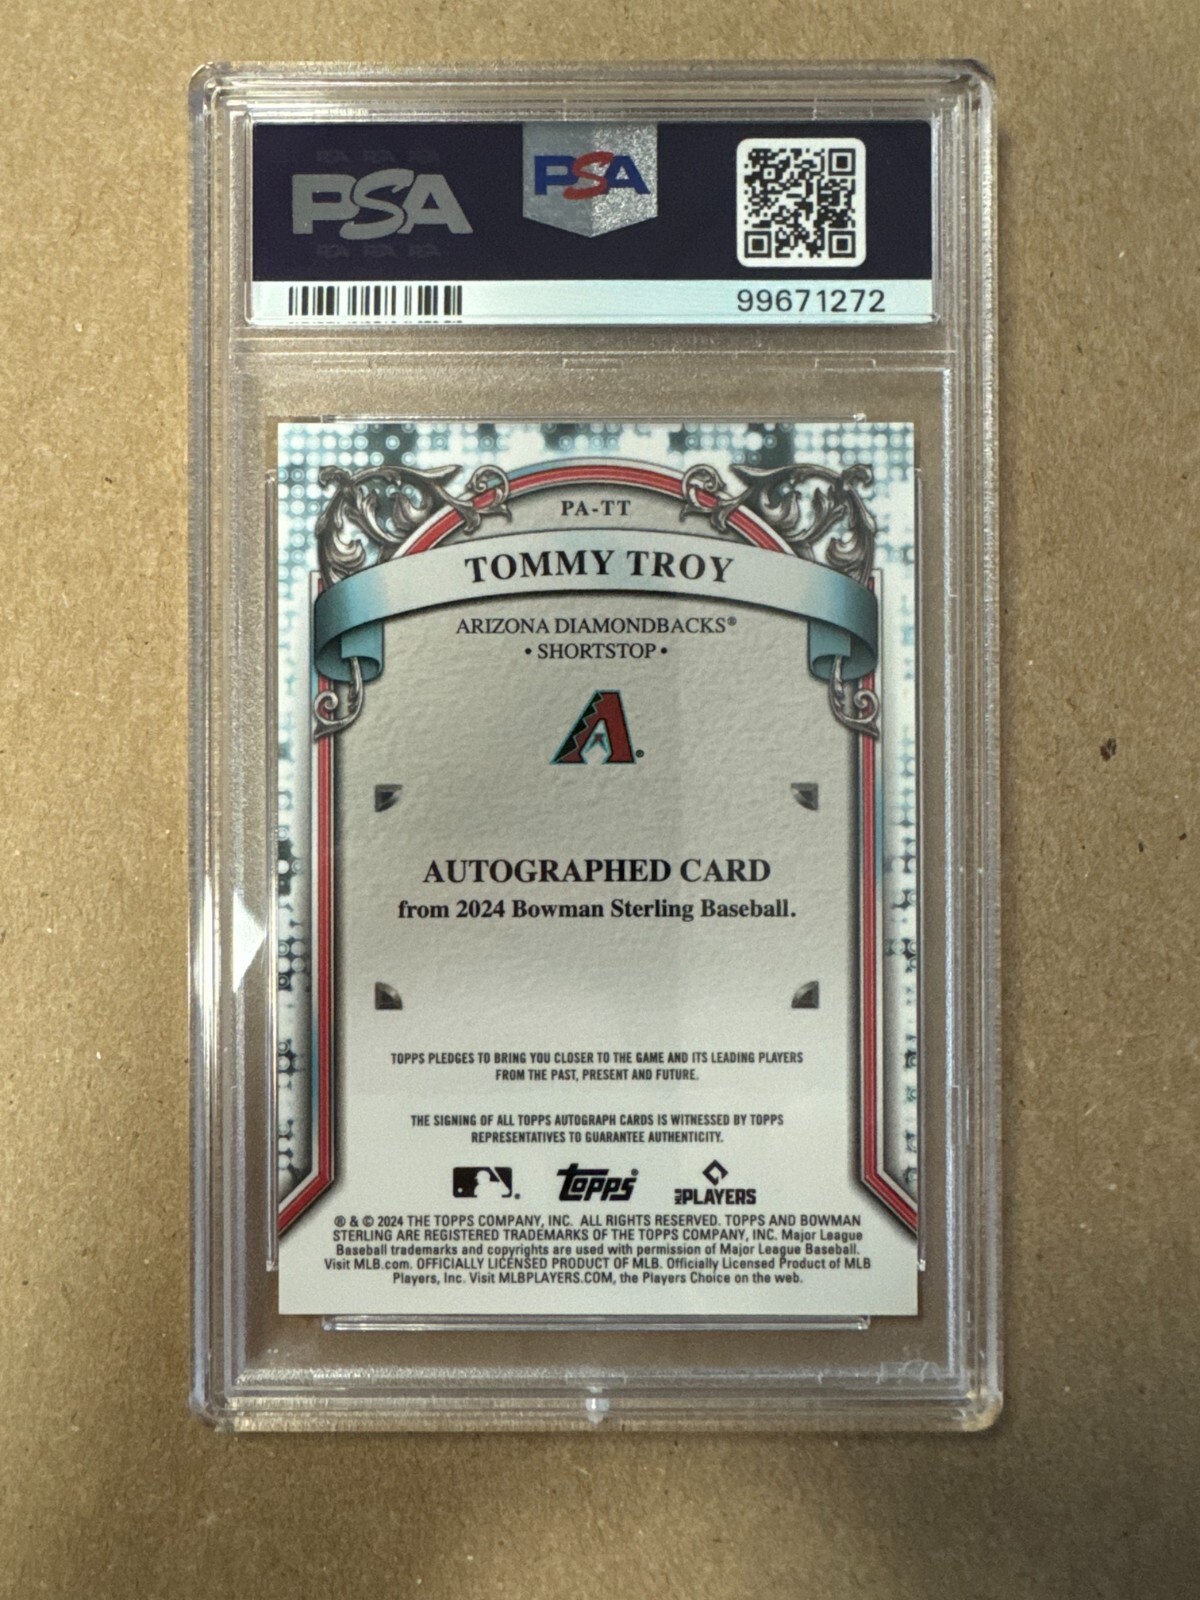 PSA
PSA
99671272
PA-TT
TOMMY TROY
ARIZONA DIAMONDBACKS®
• SHORTSTOP •
A®
AUTOGRAPHED CARD
from 2024 Bowman Sterling Baseball.
TOPPS PLEDGES TO BRING YOU CLOSER TO THE GAME AND ITS LEADING PLAYERS
FROM THE PAST, PRESENT AND FUTURE.
THE SIGNING OF ALL TOPPS AUTOGRAPH CARDS IS WITNESSED BY TOPPS
REPRESENTATIVES TO GUARANTEE AUTHENTICITY.
topps® MLB PLAYERS
® & © 2024 THE TOPPS COMPANY, INC. ALL RIGHTS RESERVED. TOPPS AND BOWMAN
STERLING ARE REGISTERED TRADEMARKS OF THE TOPPS COMPANY, INC. Major League
Baseball trademarks and copyrights are used with permission of Major League Baseball.
Visit MLB.com. OFFICIALLY LICENSED PRODUCT OF MLB. Officially Licensed Product of MLB
Players, Inc. Visit MLBPLAYERS.COM, the Players Choice on the web.